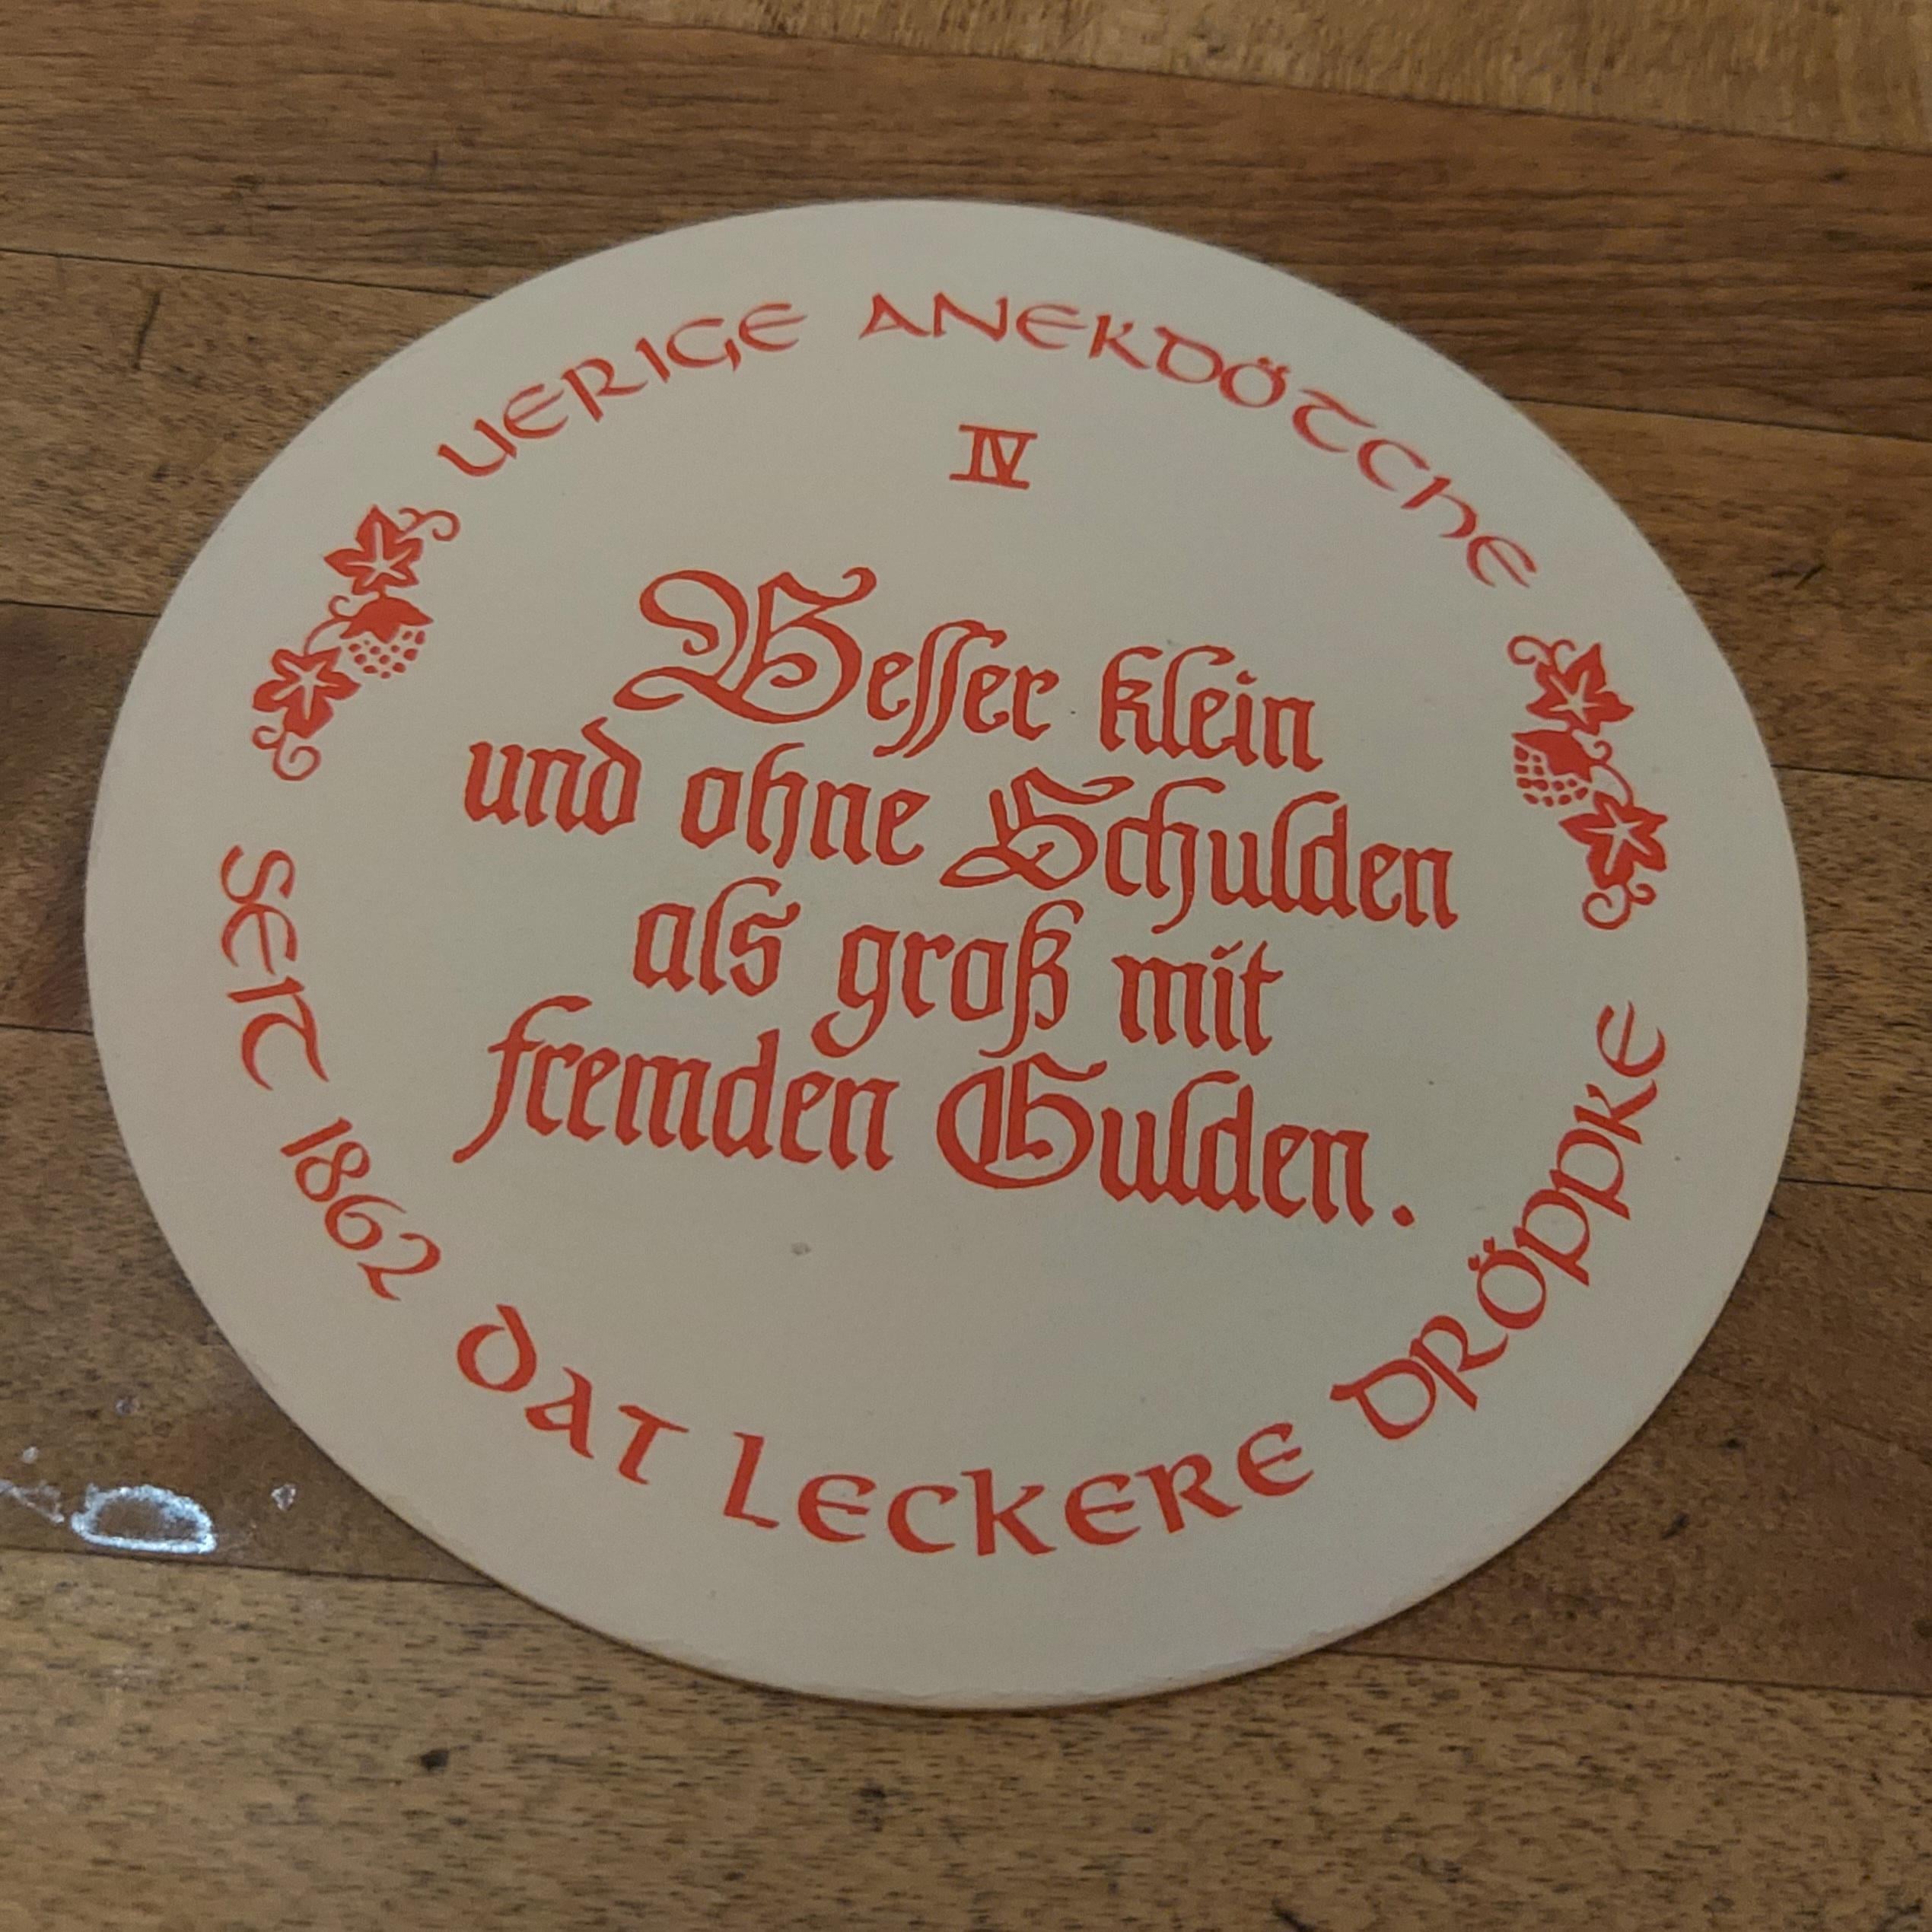 UERIGE ANEKDÖTCHE
IV
Besser klein
und ohne Schulden
als groß mit
fremden Gulden.
SEIT 1862 DAT LECKERE DRÖPPKE